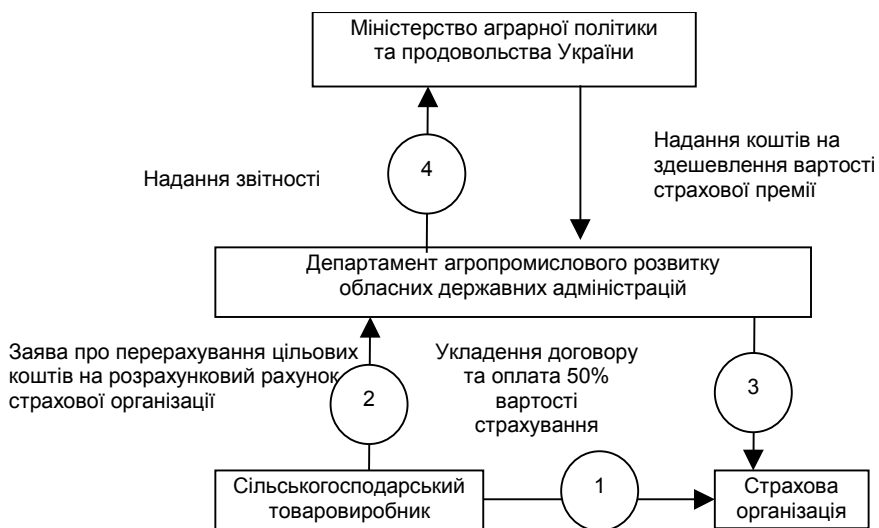 Міністерство аграрної політики
та продовольства України
Надання звітності
4
Надання коштів на
здешевлення вартості
страхової премії
Департамент агропромислового розвитку
обласних державних адміністрацій
Заява про перерахування цільових
коштів на розрахунковий рахунок
страхової організації
2
Укладення договору
та оплата 50%
вартості
страхування
3
Сільськогосподарський
товаровиробник
1
Страхова
організація